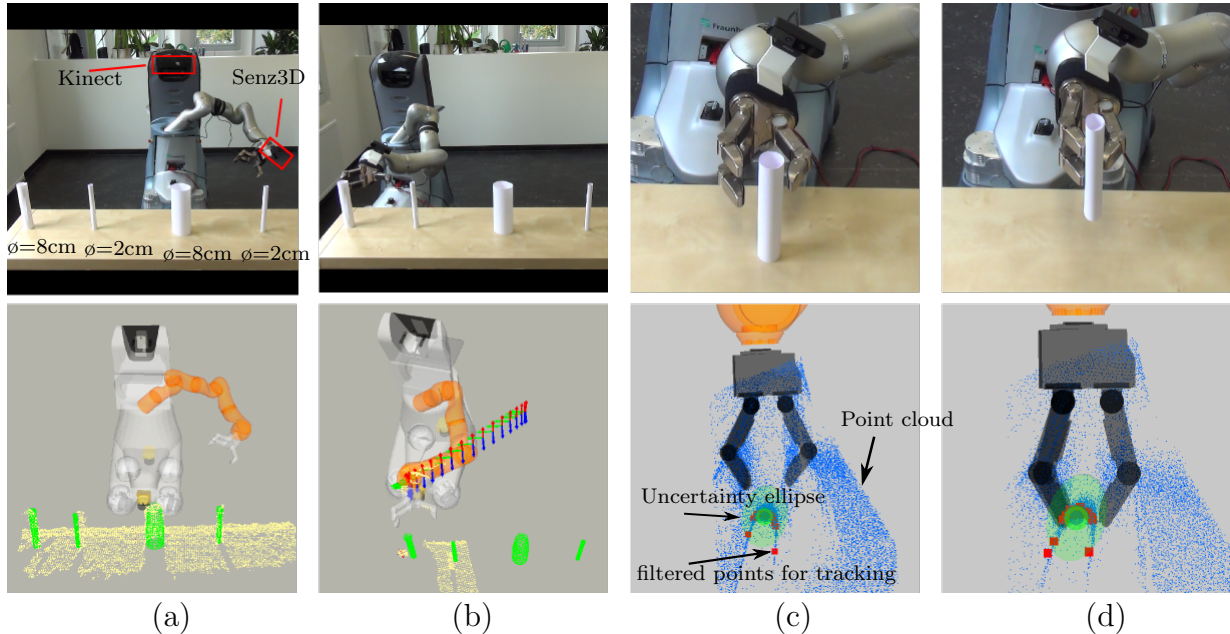 Kinect
Senz3D
ø=8cm
ø=2cm
ø=8cm
ø=2cm
Point cloud
Uncertainty ellipse
filtered points for tracking
(a)
(b)
(c)
(d)